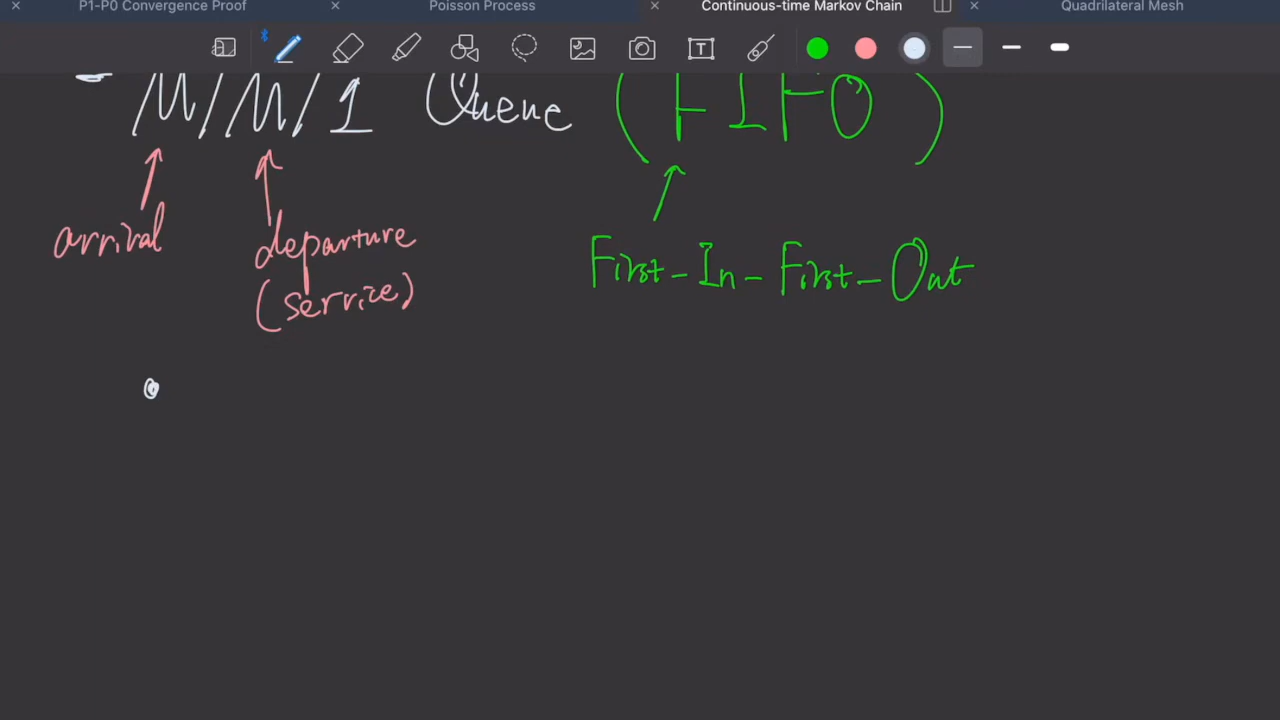 P1-P0 Convergence Proof
Poisson Process
Continuous-time Markov Chain
Quadrilateral Mesh
M/M/1 Queue (FIFO)
arrival
departure
(service)
First-In-First-Out